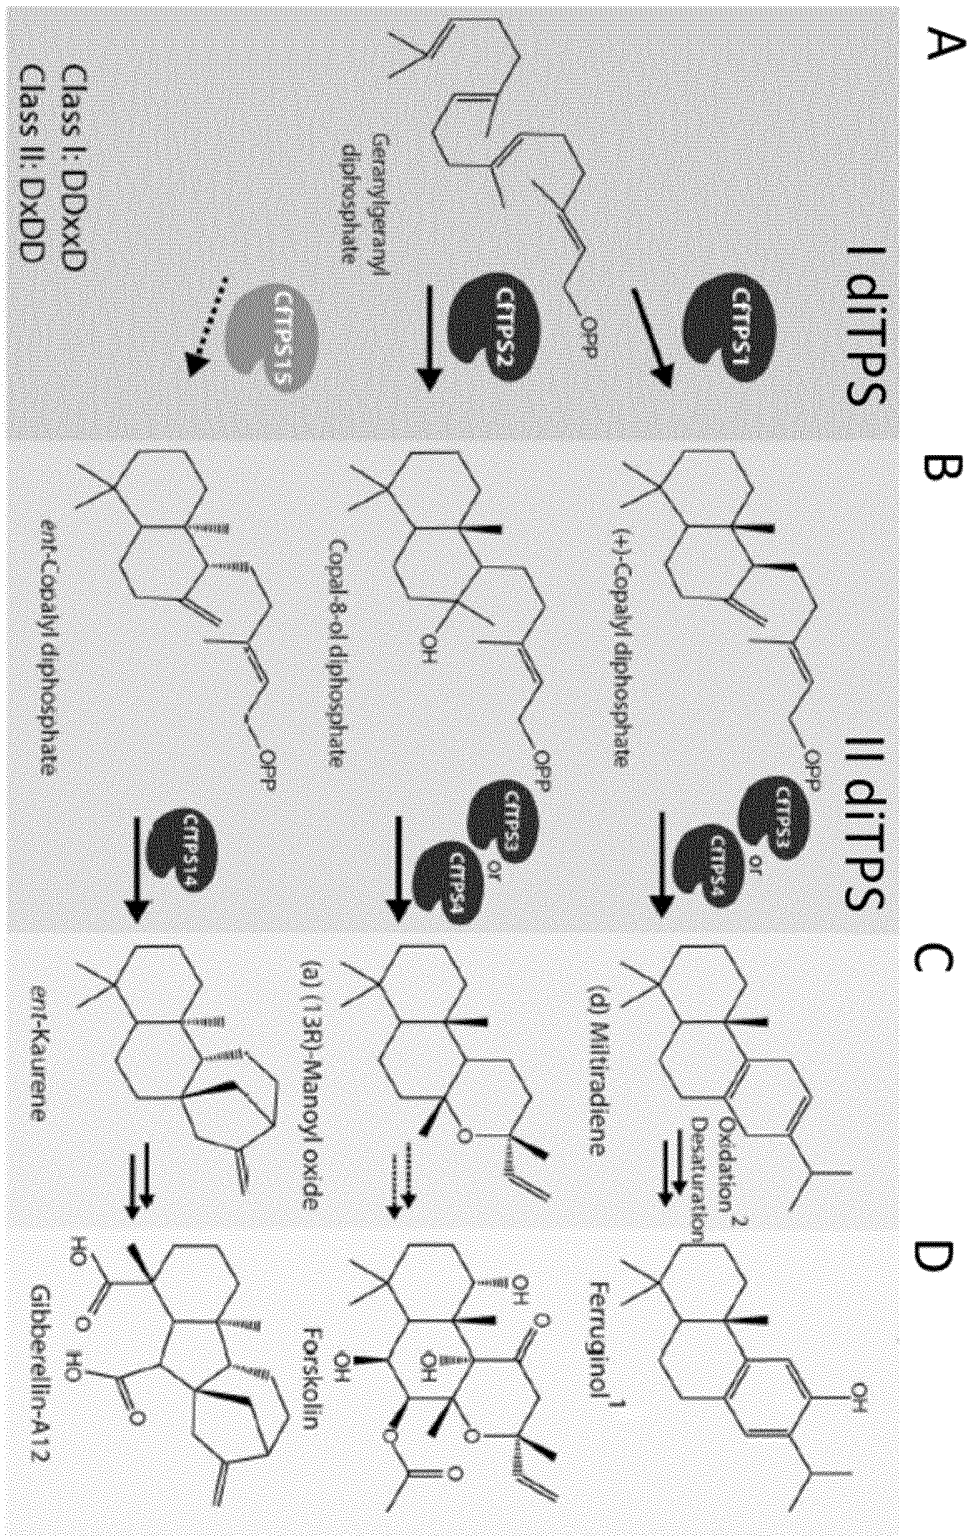 A
B
C
D
I diTPS
II diTPS
CfTPS1
OPP
(+)-Copalyl diphosphate
OPP
CfTPS3
or
CfTPS4
(d) Miltiradiene
Oxidation 2
Desaturation
OH
Ferruginol 1
Geranylgeranyl
diphosphate
CfTPS2
OH
Copal-8-ol diphosphate
OPP
CfTPS3
or
CfTPS4
O
(a) (13R)-Manoyl oxide
OH
O
OH
OH
O
O
O
Forskolin
CfTPS15
ent-Copalyl diphosphate
OPP
CfTPS14
ent-Kaurene
HO
O
HO
O
Gibberellin-A12
Class I: DDxxD
Class II: DxDD